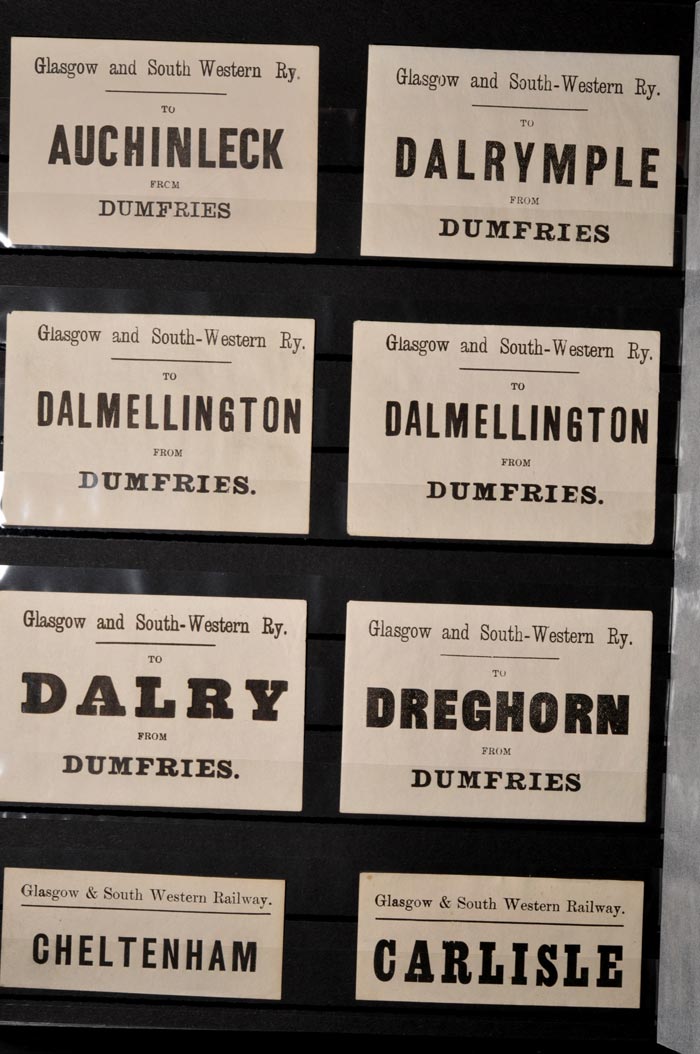 Glasgow and South Western Ry.
TO
AUCHINLECK
FRCM
DUMFRIES
Glasgow and South-Western Ry.
TO
DALRYMPLE
FROM
DUMFRIES
Glasgow and South-Western Ry.
TO
DALMELLINGTON
FROM
DUMFRIES.
Glasgow and South-Western Ry.
TO
DALMELLINGTON
FROM
DUMFRIES.
Glasgow and South-Western Ry.
TO
DALRY
FROM
DUMFRIES.
Glasgow and South-Western Ry.
TO
DREGHORN
FROM
DUMFRIES
Glasgow & South Western Railway.
CHELTENHAM
Glasgow & South Western Railway.
CARLISLE